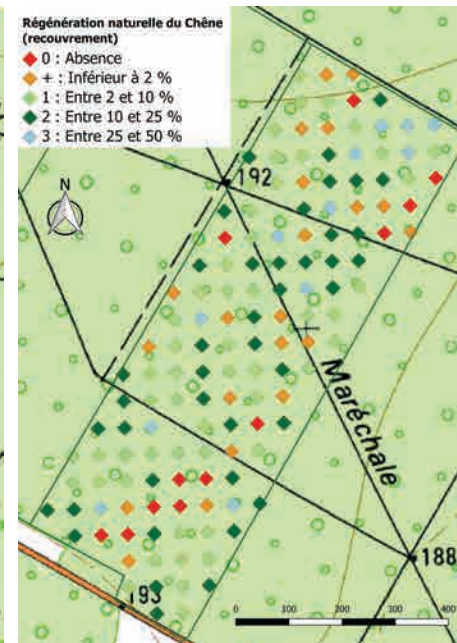 Régénération naturelle du Chêne
(recouvrement)
0 : Absence
+ : Inférieur à 2 %
1 : Entre 2 et 10 %
2 : Entre 10 et 25 %
3 : Entre 25 et 50 %
N
192
Maréchale
188
193
0 100 200 300 400